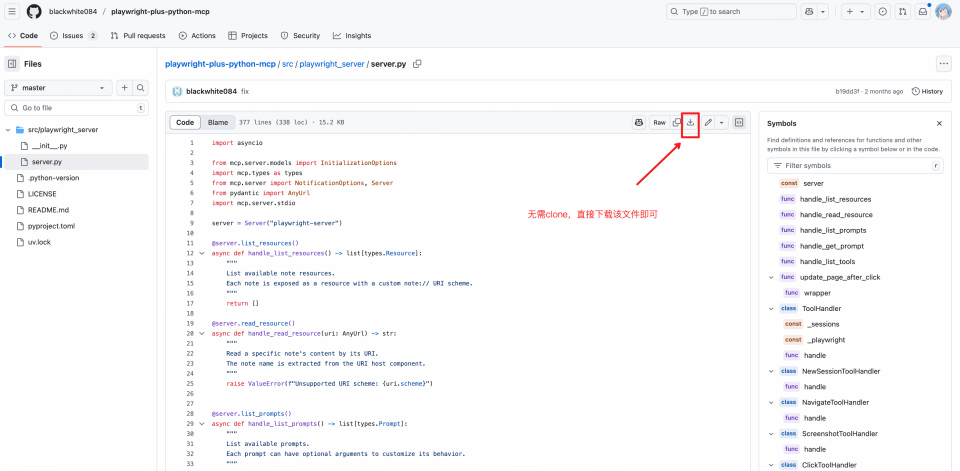 blackwhite084 / playwright-plus-python-mcp
Type / to search
Code
Issues 2
Pull requests
Actions
Projects
Security
Insights
Files
master
Go to file
t
src/playwright_server
__init__.py
server.py
.python-version
LICENSE
README.md
pyproject.toml
uv.lock
playwright-plus-python-mcp / src / playwright_server / server.py
blackwhite084 fix
b19dd3f · 2 months ago
History
Code
Blame
377 lines (338 loc) · 15.2 KB
Raw
1 import asyncio
2
3 from mcp.server.models import InitializationOptions
4 import mcp.types as types
5 from mcp.server import NotificationOptions, Server
6 from pydantic import AnyUrl
7 import mcp.server.stdio
8
9 server = Server("playwright-server")
10
11 @server.list_resources()
12 async def handle_list_resources() -> list[types.Resource]:
13 """
14 List available note resources.
15 Each note is exposed as a resource with a custom note:// URI scheme.
16 """
17 return []
18
19 @server.read_resource()
20 async def handle_read_resource(uri: AnyUrl) -> str:
21 """
22 Read a specific note's content by its URI.
23 The note name is extracted from the URI host component.
24 """
25 raise ValueError(f"Unsupported URI scheme: {uri.scheme}")
26
27
28 @server.list_prompts()
29 async def handle_list_prompts() -> list[types.Prompt]:
30 """
31 List available prompts.
32 Each prompt can have optional arguments to customize its behavior.
33 """
无需clone，直接下载该文件即可
Symbols
Find definitions and references for functions and other
symbols in this file by clicking a symbol below or in the code.
Filter symbols
r
const server
func handle_list_resources
func handle_read_resource
func handle_list_prompts
func handle_get_prompt
func handle_list_tools
func update_page_after_click
func wrapper
class ToolHandler
const _sessions
const _playwright
func handle
class NewSessionToolHandler
func handle
class NavigateToolHandler
func handle
class ScreenshotToolHandler
func handle
class ClickToolHandler